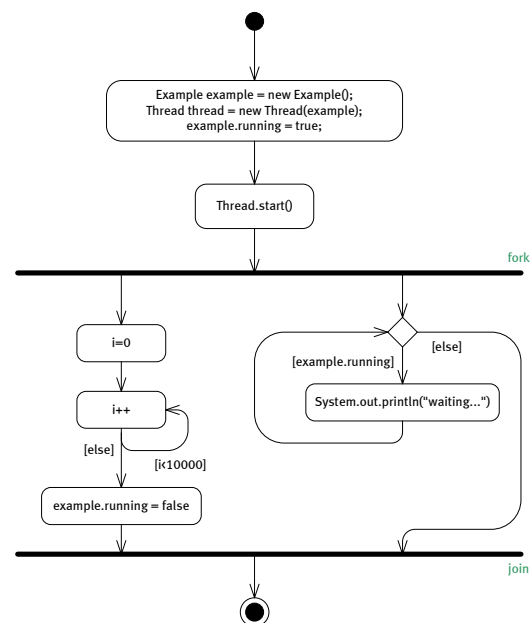 Example example = new Example();
Thread thread = new Thread(example);
example.running = true;
Thread.start()
fork
i=0
[else]
[example.running]
i++
System.out.println("waiting...")
[else]
[i<10000]
example.running = false
join